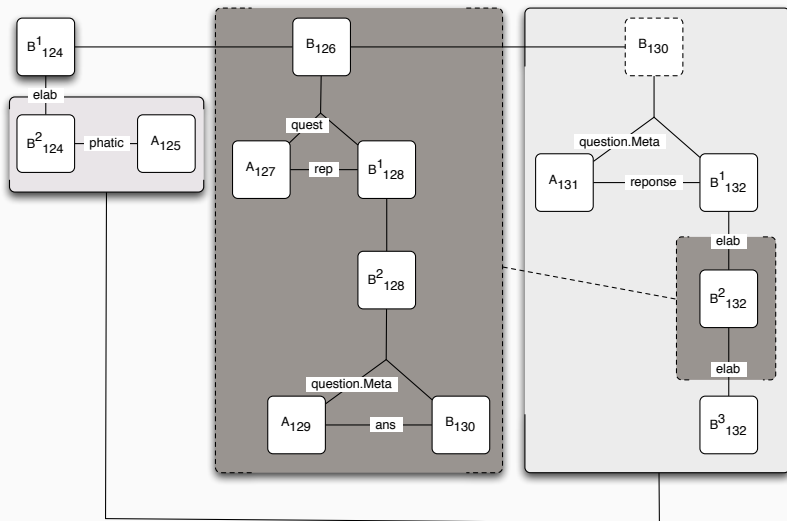 B¹₁₂₄
B₁₂₆
B₁₃₀
elab
B²₁₂₄
phatic
A₁₂₅
quest
question.Meta
A₁₂₇
rep
B¹₁₂₈
A₁₃₁
reponse
B¹₁₃₂
elab
B²₁₂₈
B²₁₃₂
elab
question.Meta
A₁₂₉
ans
B₁₃₀
B³₁₃₂